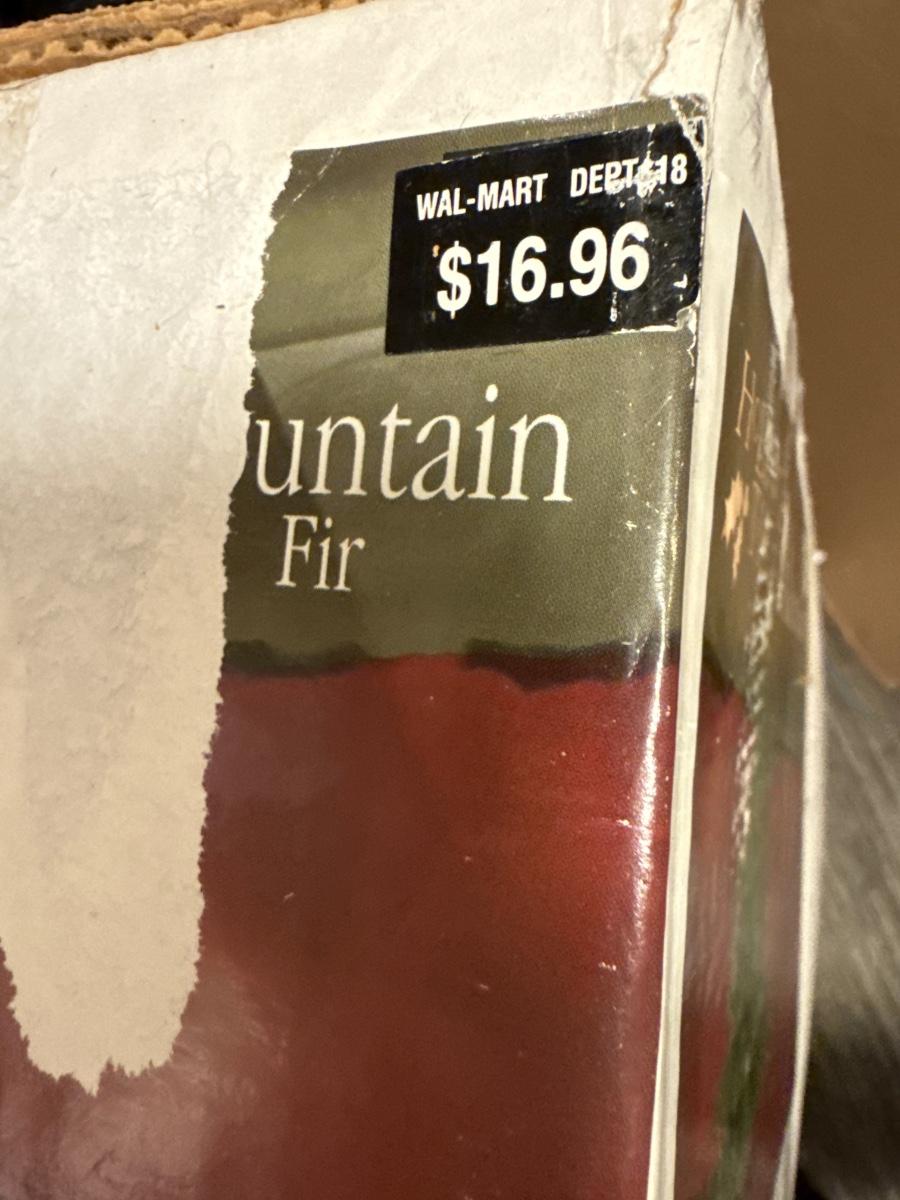 WAL-MART DEPT 18
$16.96
untain
Fir